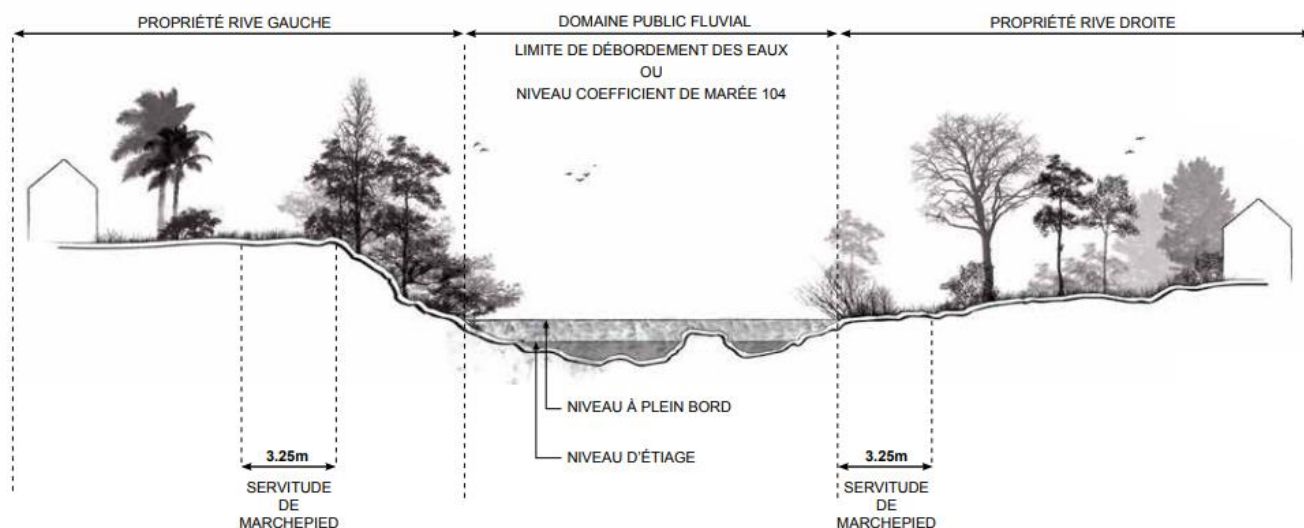 PROPRIÉTÉ RIVE GAUCHE
DOMAINE PUBLIC FLUVIAL
PROPRIÉTÉ RIVE DROITE
LIMITE DE DÉBORDEMENT DES EAUX
OU
NIVEAU COEFFICIENT DE MARÉE 104
NIVEAU À PLEIN BORD
NIVEAU D'ÉTIAGE
3.25m
SERVITUDE
DE
MARCHEPIED
3.25m
SERVITUDE
DE
MARCHEPIED